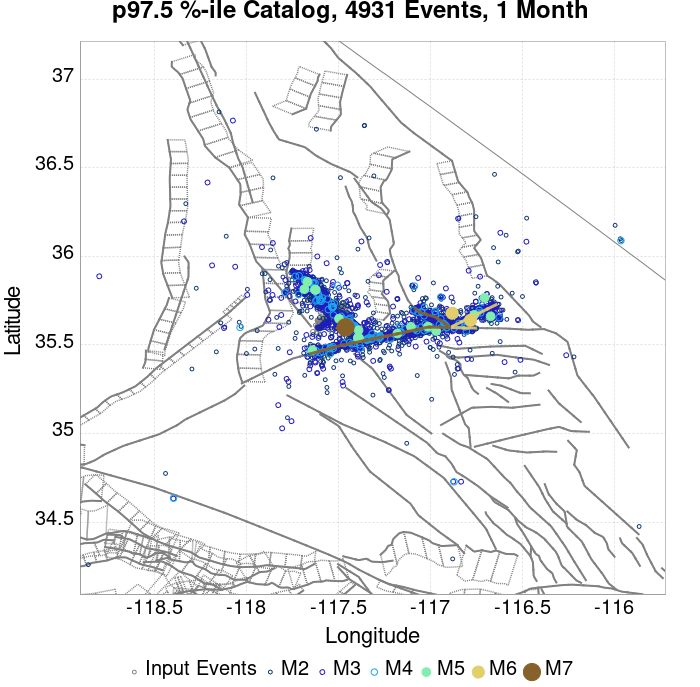 p97.5 %-ile Catalog, 4931 Events, 1 Month
37
36.5
36
35.5
35
34.5
Latitude
-118.5 -118 -117.5 -117 -116.5 -116
Longitude
Input Events M2 M3 M4 M5 M6 M7